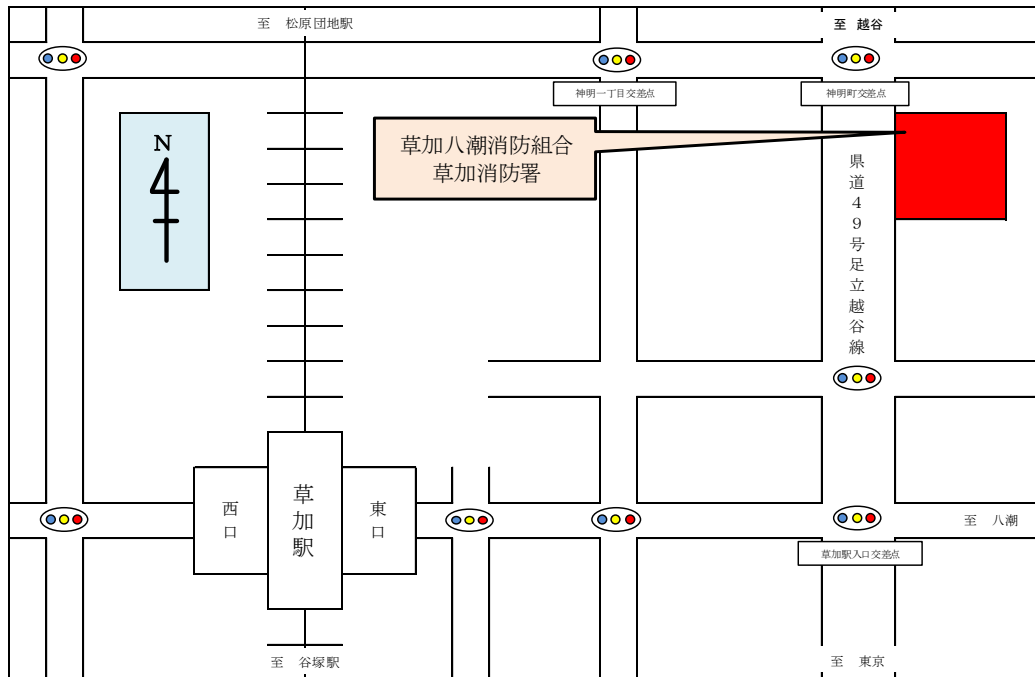 至　松原団地駅
至　越谷
神明一丁目交差点
神明町交差点
N
草加八潮消防組合
草加消防署
県道49号足立越谷線
西口
草加駅
東口
至　八潮
草加駅入口交差点
至　谷塚駅
至　東京